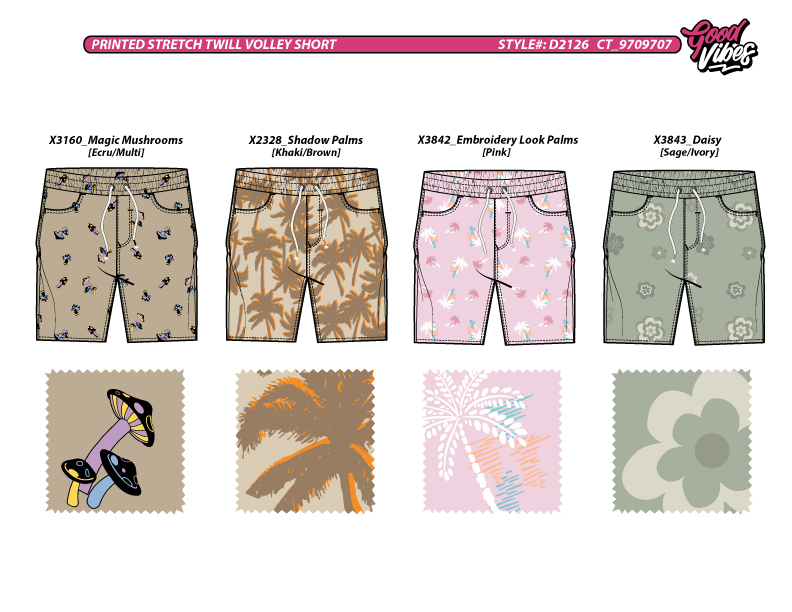 PRINTED STRETCH TWILL VOLLEY SHORT STYLE#: D2126 CT_9709707
Good
Vibes
X3160_Magic Mushrooms
[Ecru/Multi]
X2328_Shadow Palms
[Khaki/Brown]
X3842_Embroidery Look Palms
[Pink]
X3843_Daisy
[Sage/Ivory]